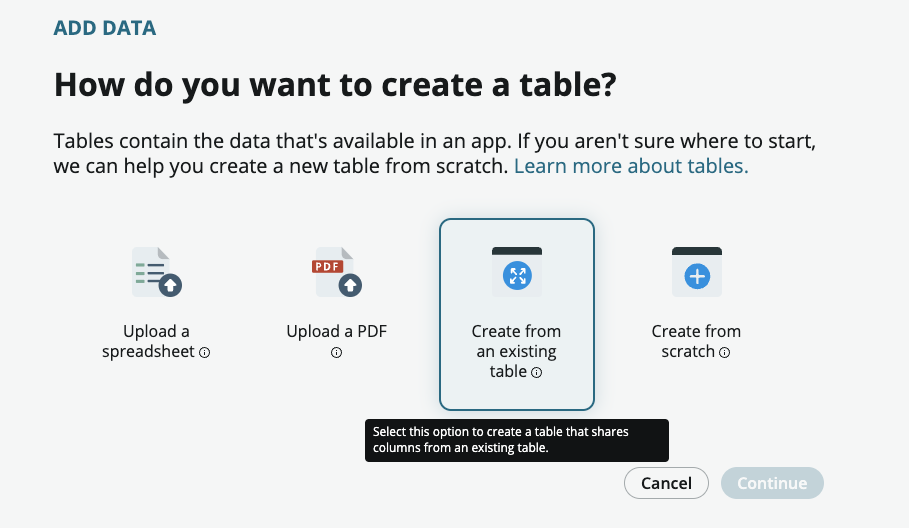 ADD DATA
How do you want to create a table?
Tables contain the data that's available in an app. If you aren't sure where to start,
we can help you create a new table from scratch. Learn more about tables.
PDF
Upload a
spreadsheet
Upload a PDF
Create from
an existing
table
Create from
scratch
Select this option to create a table that shares
columns from an existing table.
Cancel
Continue